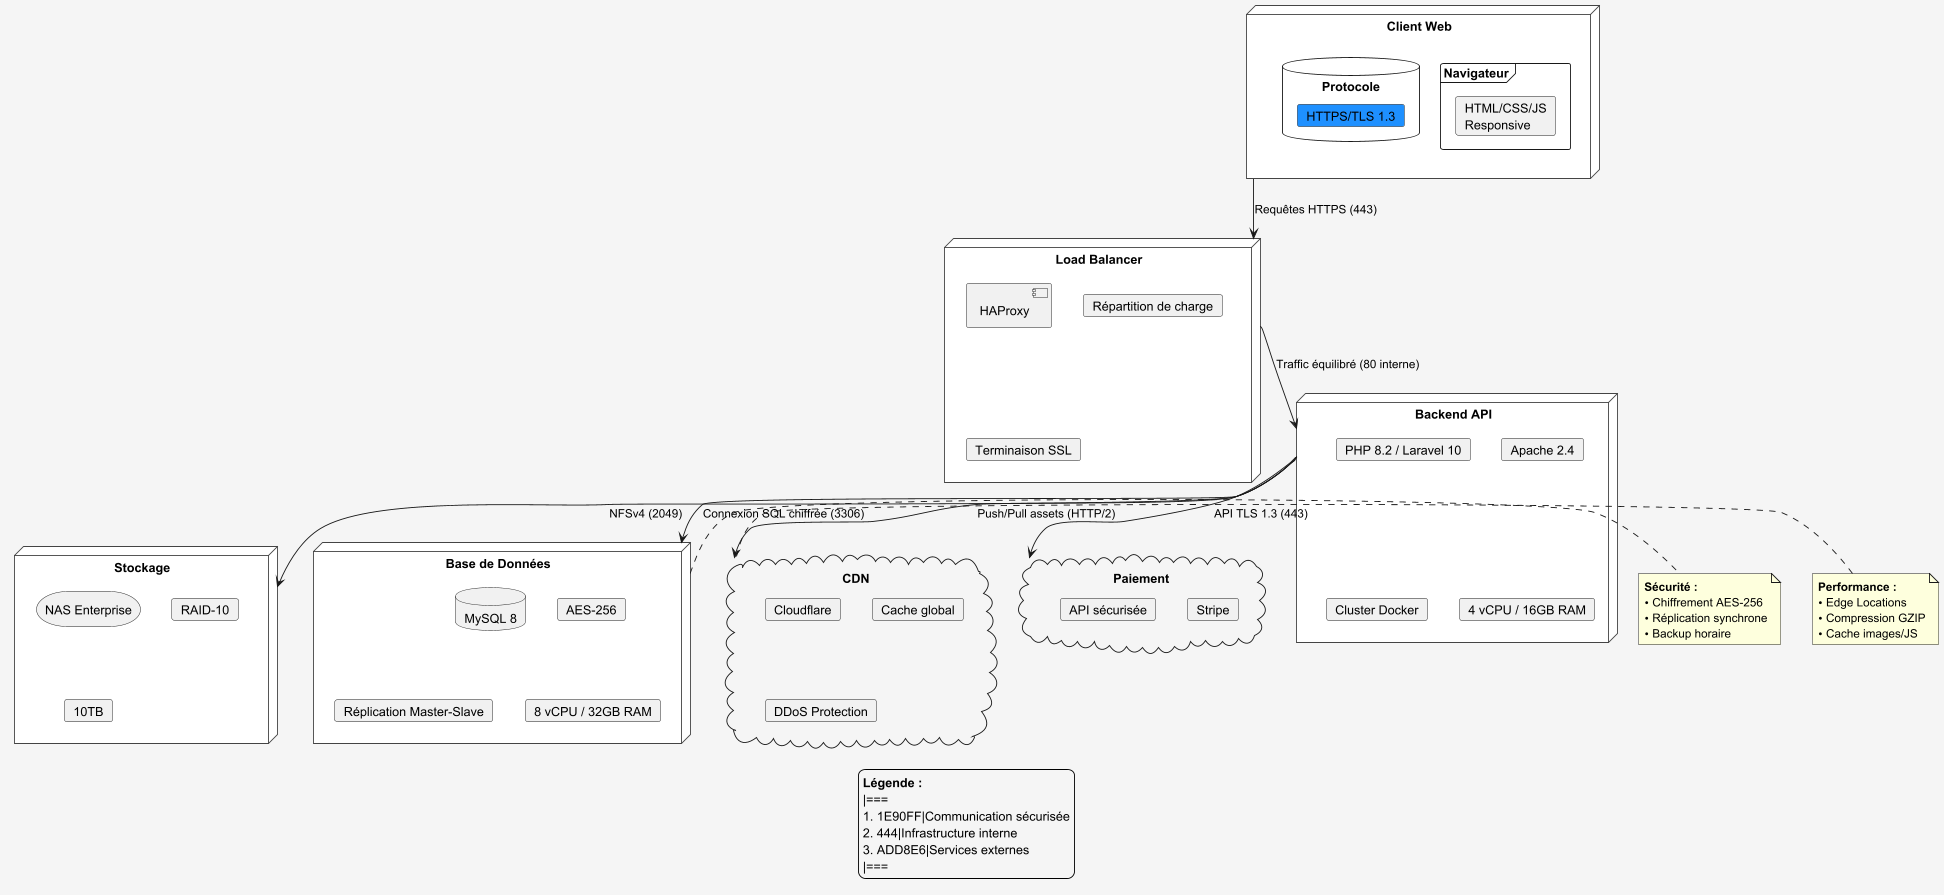 Client Web
Protocole
HTTPS/TLS 1.3
Navigateur
HTML/CSS/JS
Responsive
Requêtes HTTPS (443)
Load Balancer
HAProxy
Répartition de charge
Terminaison SSL
Traffic équilibré (80 interne)
Backend API
PHP 8.2 / Laravel 10
Apache 2.4
Cluster Docker
4 vCPU / 16GB RAM
NFSv4 (2049)
Connexion SQL chiffrée (3306)
Push/Pull assets (HTTP/2)
API TLS 1.3 (443)
Stockage
NAS Enterprise
RAID-10
10TB
Base de Données
MySQL 8
AES-256
Réplication Master-Slave
8 vCPU / 32GB RAM
CDN
Cloudflare
Cache global
DDoS Protection
Paiement
API sécurisée
Stripe
Sécurité :
• Chiffrement AES-256
• Réplication synchrone
• Backup horaire
Performance :
• Edge Locations
• Compression GZIP
• Cache images/JS
Légende :
|===
1. 1E90FF|Communication sécurisée
2. 444|Infrastructure interne
3. ADD8E6|Services externes
|===